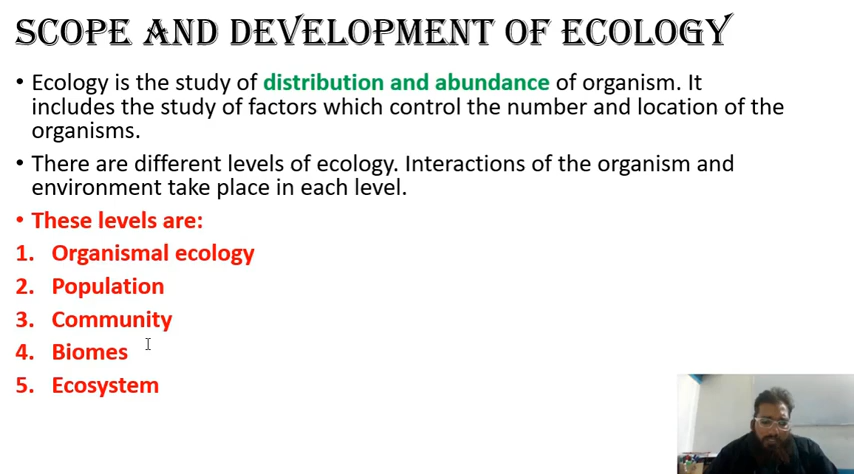 SCOPE AND DEVELOPMENT OF ECOLOGY
• Ecology is the study of distribution and abundance of organism. It
includes the study of factors which control the number and location of the
organisms.
• There are different levels of ecology. Interactions of the organism and
environment take place in each level.
• These levels are:
1. Organismal ecology
2. Population
3. Community
4. Biomes
5. Ecosystem